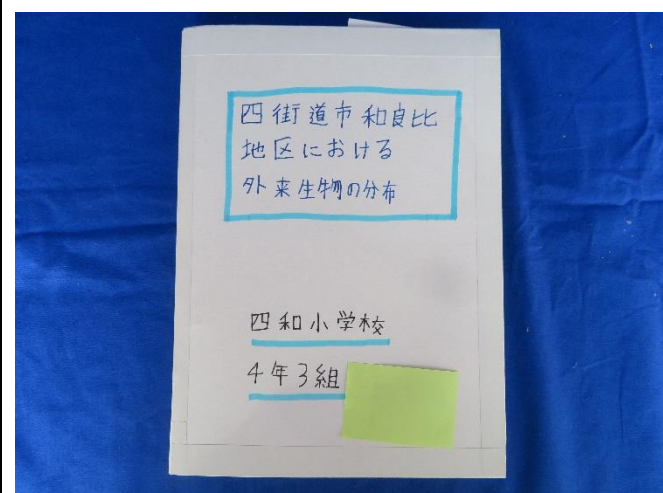 四街道市和良比
地区における
外来生物の分布
四和小学校
4年3組